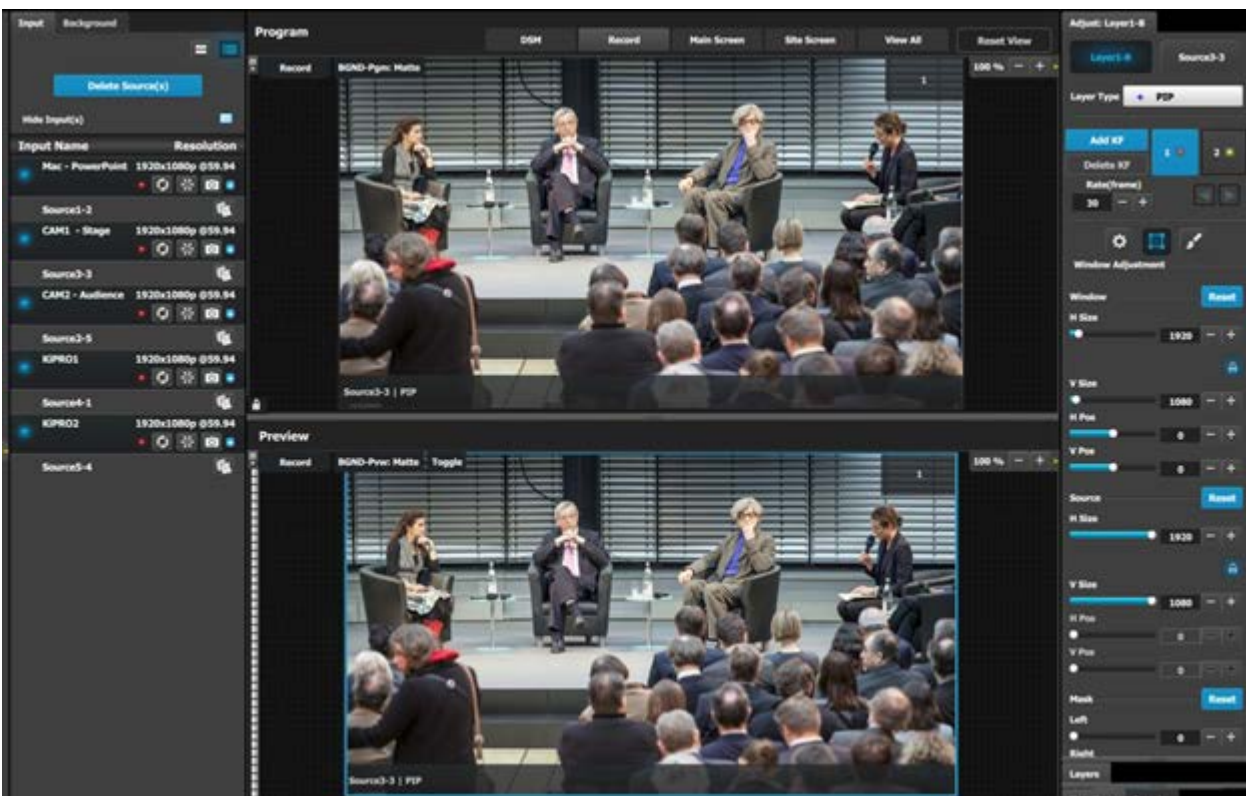 Input Background
Delete Source(s)
Hide Input(s)
Input Name Resolution
Mac - PowerPoint 1920x1080p @59.94
Source1-2
CAM1 - Stage 1920x1080p @59.94
Source3-3
CAM2 - Audience 1920x1080p @59.94
Source2-5
KiPRO1 1920x1080p @59.94
Source4-1
KiPRO2 1920x1080p @59.94
Source5-4
Program
DSM Record Main Screen Site Screen View All Reset View
Record BGND-Pgm: Matte 100 % - +
1
Source3-3 | PIP
Preview
Record BGND-Pvw: Matte Toggle 100 % - +
1
Source3-3 | PIP
Adjust: Layer1-B
Layer1-B Source3-3
Layer Type + PIP
Add KF 1 2
Delete KF
Rate(frame)
30 - +
Window Adjustment
Window Reset
H Size
1920 - +
V Size
1080 - +
H Pos
0 - +
V Pos
0 - +
Source Reset
H Size
1920 - +
V Size
1080 - +
H Pos
0 - +
V Pos
0 - +
Mask Reset
Left
0 - +
Right
Layers